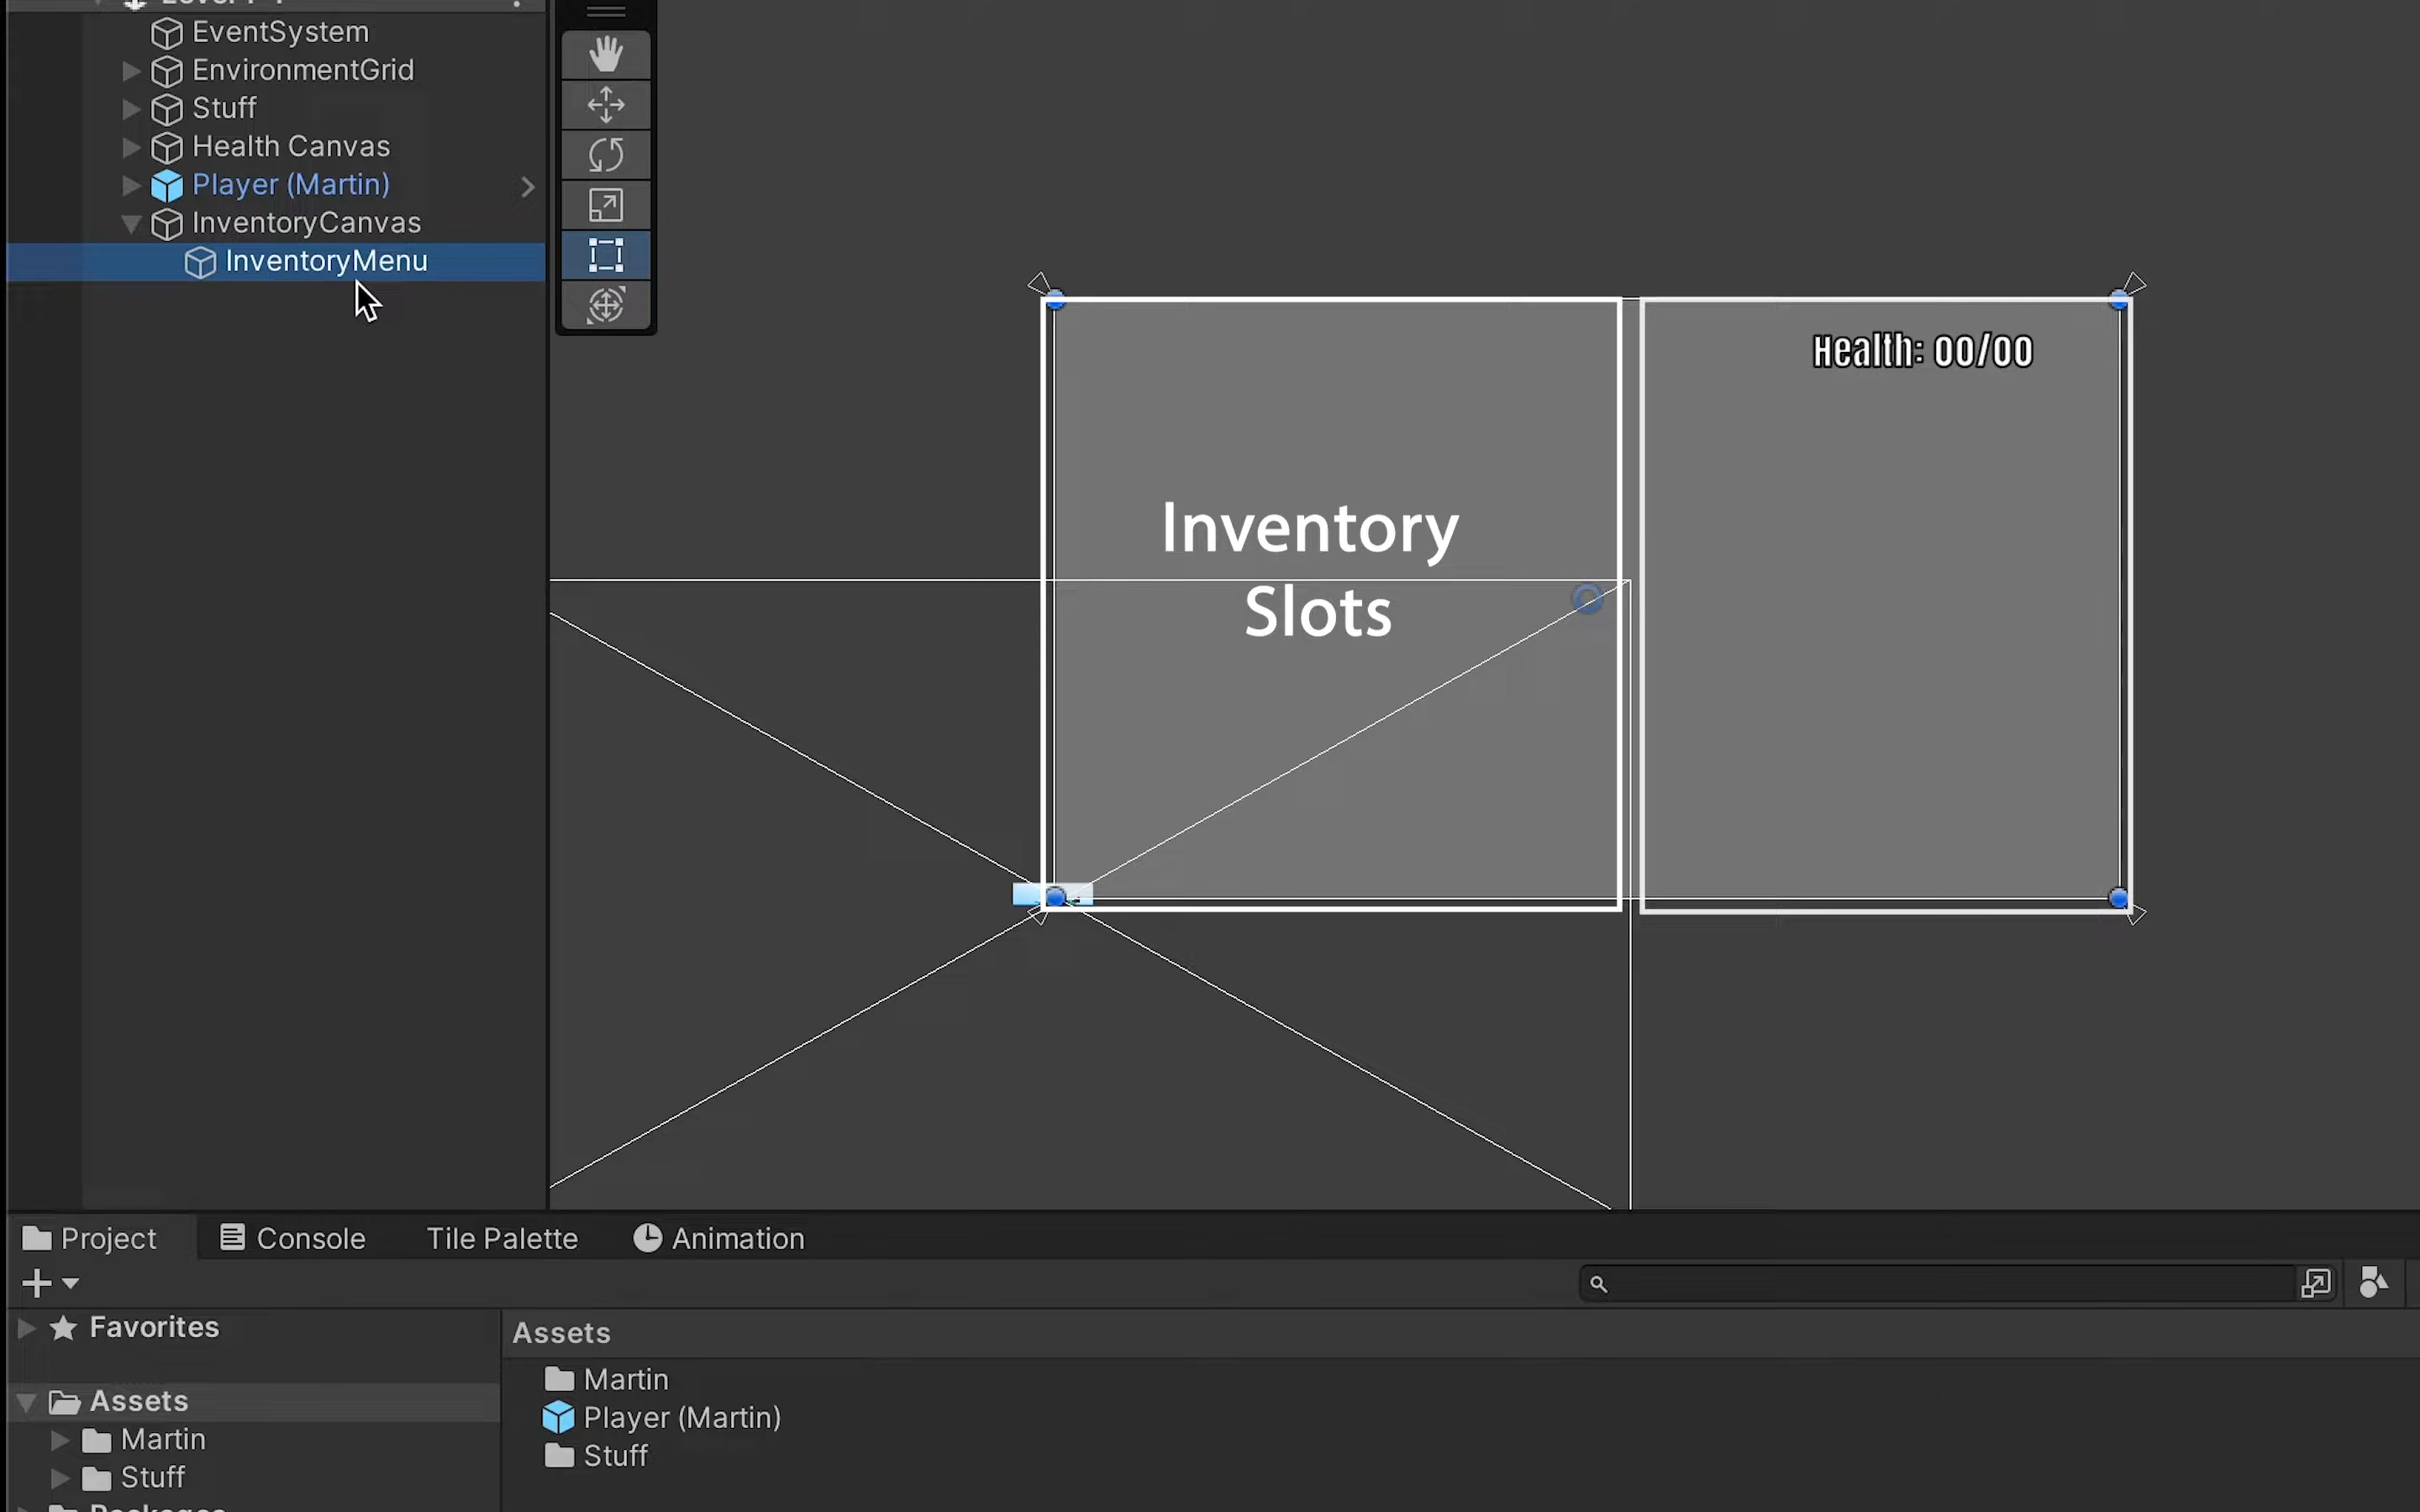 EventSystem
EnvironmentGrid
Stuff
Health Canvas
Player (Martin)
InventoryCanvas
InventoryMenu
Health: 00/00
Inventory
Slots
Project
Console
Tile Palette
Animation
Favorites
Assets
Martin
Stuff
Assets
Martin
Player (Martin)
Stuff